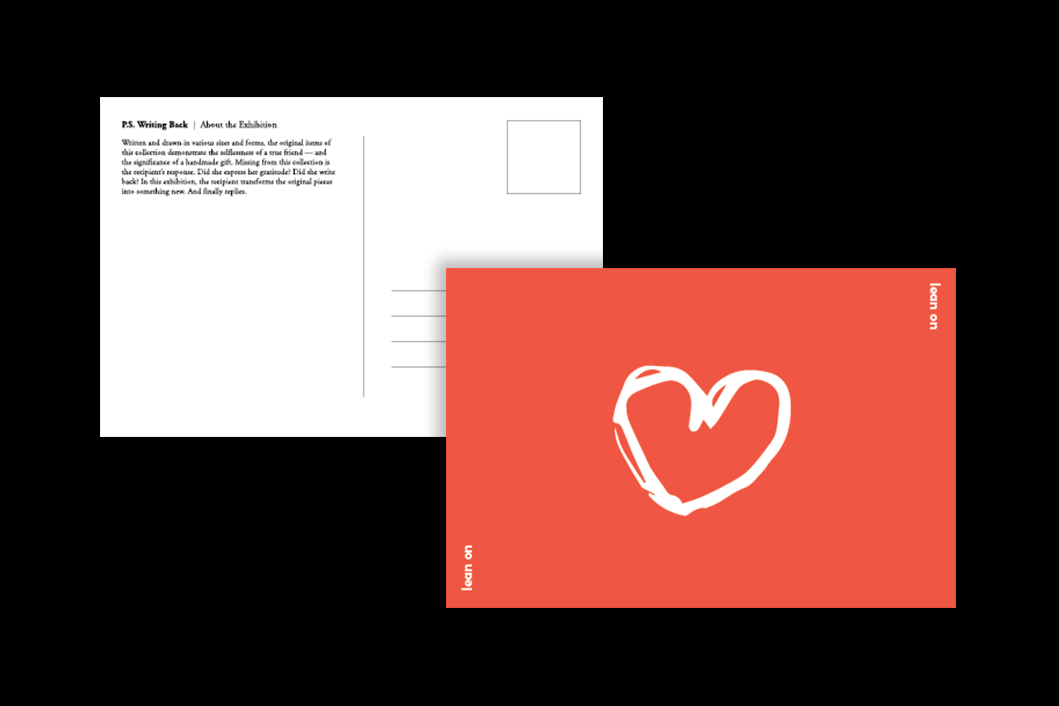 P.S. Writing Back | About the Exhibition
Written and drawn in various sizes and forms, the original items of
this collection demonstrate the selflessness of a true friend — and
the significance of a handmade gift. Missing from this collection is
the recipient's response. Did she express her gratitude? Did she write
back? In this exhibition, the recipient transforms the original pieces
into something new. And finally replies.
lean on
lean on